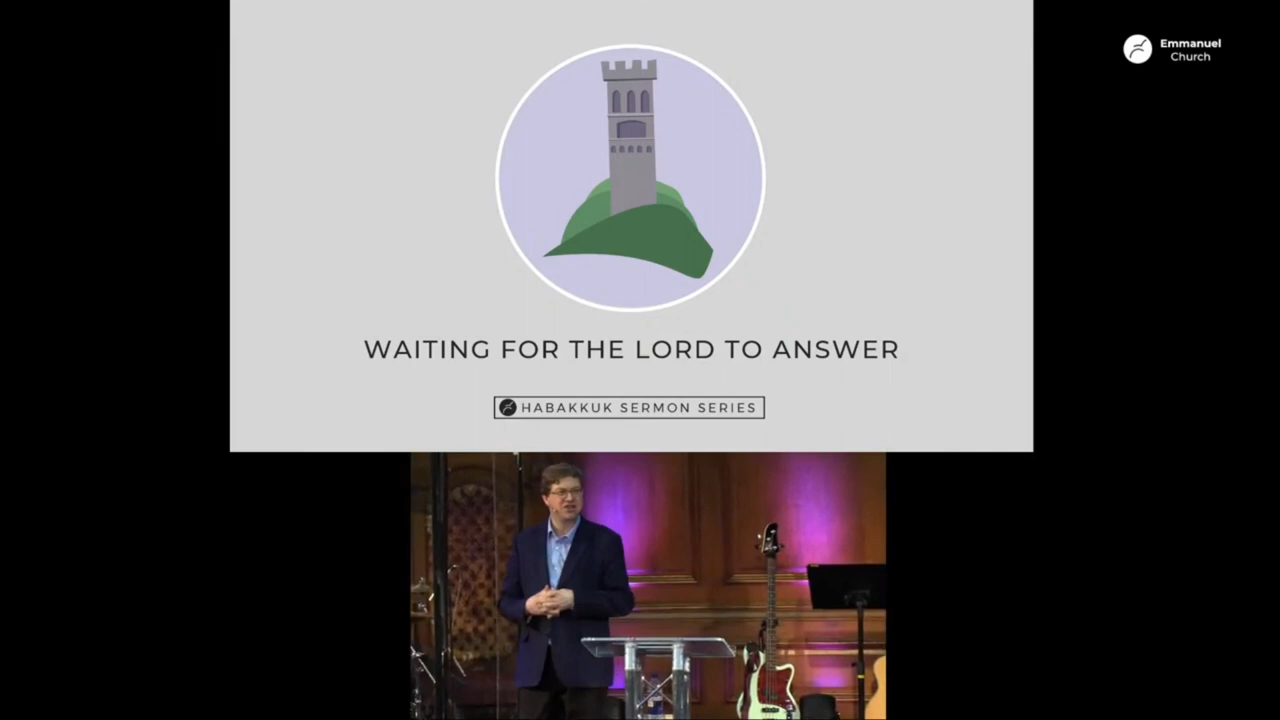 Emmanuel
Church
WAITING FOR THE LORD TO ANSWER
HABAKKUK SERMON SERIES